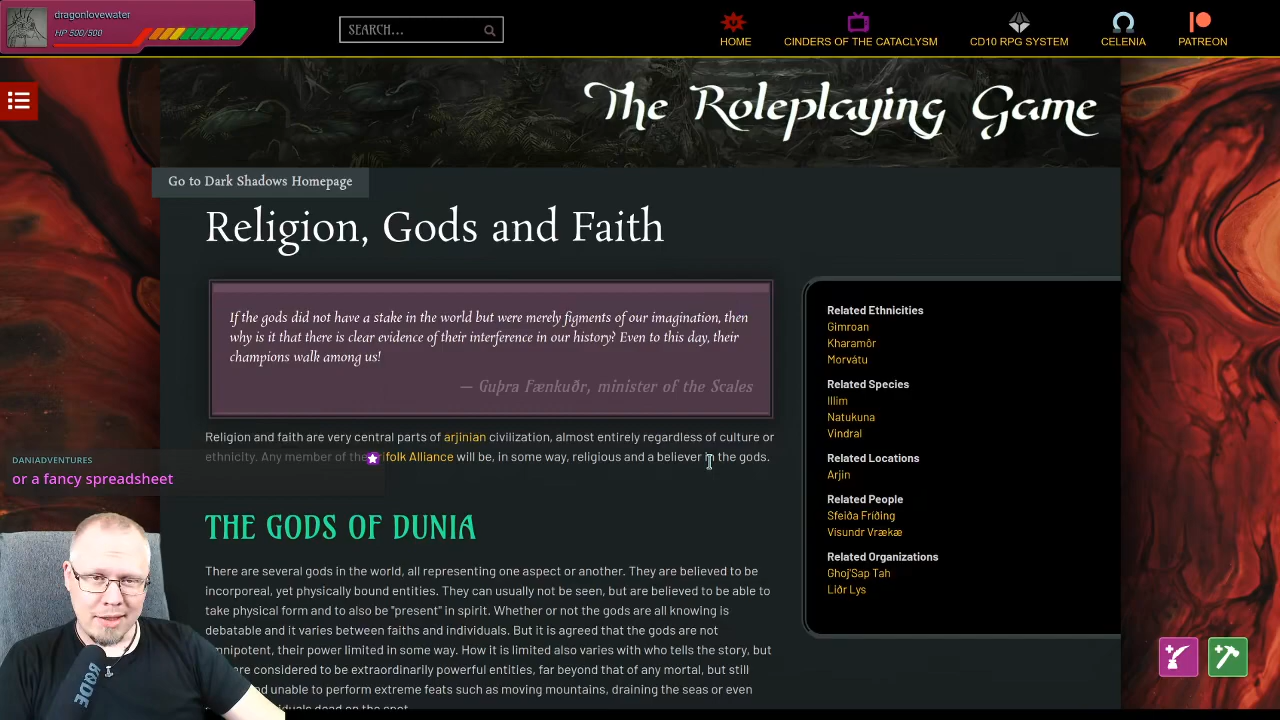 dragonlovewater
HP 500/500
SEARCH...
HOME
CINDERS OF THE CATACLYSM
CD10 RPG SYSTEM
CELENIA
PATREON
The Roleplaying Game
Go to Dark Shadows Homepage
Religion, Gods and Faith
If the gods did not have a stake in the world but were merely figments of our imagination, then
why is it that there is clear evidence of their interference in our history? Even to this day, their
champions walk among us!
— Guþra Fænkuðr, minister of the Scales
Religion and faith are very central parts of arjinian civilization, almost entirely regardless of culture or
ethnicity. Any member of the ifolk Alliance will be, in some way, religious and a believer in the gods.
DANIADVENTURES
or a fancy spreadsheet
THE GODS OF DUNIA
There are several gods in the world, all representing one aspect or another. They are believed to be
incorporeal, yet physically bound entities. They can usually not be seen, but are believed to be able to
take physical form and to also be "present" in spirit. Whether or not the gods are all knowing is
debatable and it varies between faiths and individuals. But it is agreed that the gods are not
mnipotent, their power limited in some way. How it is limited also varies with who tells the story, but
re considered to be extraordinarily powerful entities, far beyond that of any mortal, but still
nd unable to perform extreme feats such as moving mountains, draining the seas or even
dead on the spot
Related Ethnicities
Gimroan
Kharamôr
Morvátu
Related Species
Illim
Natukuna
Vindral
Related Locations
Arjin
Related People
Sfeiða Fríðing
Vísundr Vrækæ
Related Organizations
Ghoj'Sap Tah
Liðr Lys
RØDE